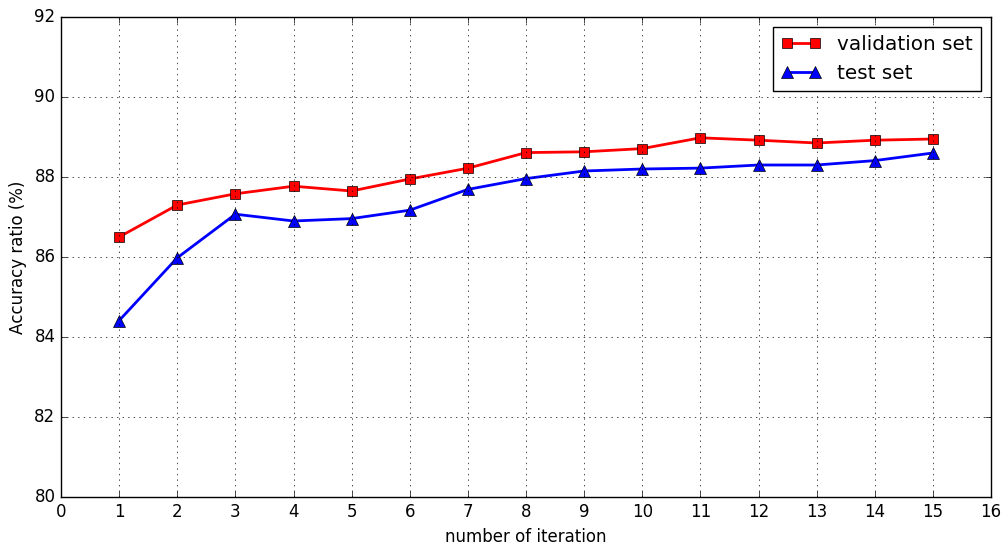 92
90
88
86
84
82
80
Accuracy ratio (%)
validation set
test set
0 1 2 3 4 5 6 7 8 9 10 11 12 13 14 15 16
number of iteration